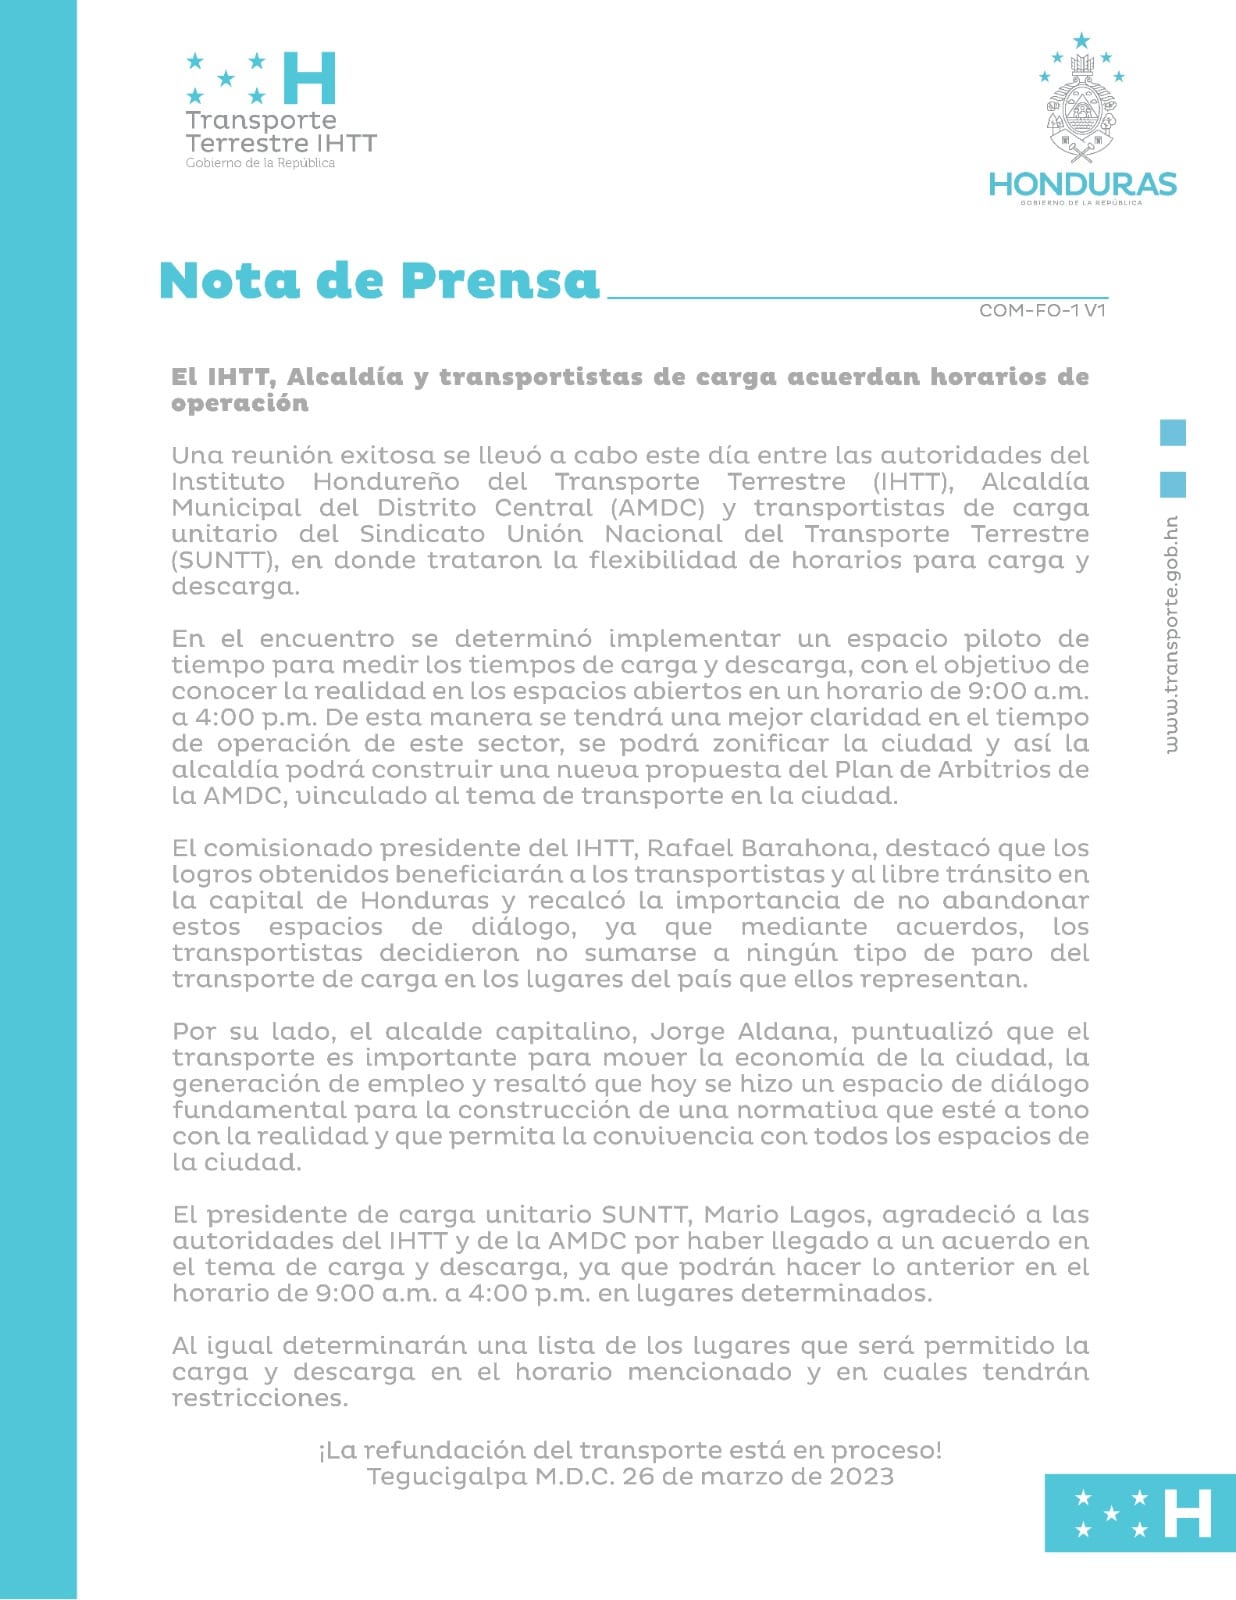 H
Transporte
Terrestre IHTT
Gobierno de la República
HONDURAS
GOBIERNO DE LA REPÚBLICA
Nota de Prensa
COM-FO-1 V1
El IHTT, Alcaldía y transportistas de carga acuerdan horarios de
operación
Una reunión exitosa se llevó a cabo este día entre las autoridades del
Instituto Hondureño del Transporte Terrestre (IHTT), Alcaldía
Municipal del Distrito Central (AMDC) y transportistas de carga
unitario del Sindicato Unión Nacional del Transporte Terrestre
(SUNTT), en donde trataron la flexibilidad de horarios para carga y
descarga.
En el encuentro se determinó implementar un espacio piloto de
tiempo para medir los tiempos de carga y descarga, con el objetivo de
conocer la realidad en los espacios abiertos en un horario de 9:00 a.m.
a 4:00 p.m. De esta manera se tendrá una mejor claridad en el tiempo
de operación de este sector, se podrá zonificar la ciudad y así la
alcaldía podrá construir una nueva propuesta del Plan de Arbitrios de
la AMDC, vinculado al tema de transporte en la ciudad.
El comisionado presidente del IHTT, Rafael Barahona, destacó que los
logros obtenidos beneficiarán a los transportistas y al libre tránsito en
la capital de Honduras y recalcó la importancia de no abandonar
estos espacios de diálogo, ya que mediante acuerdos, los
transportistas decidieron no sumarse a ningún tipo de paro del
transporte de carga en los lugares del país que ellos representan.
Por su lado, el alcalde capitalino, Jorge Aldana, puntualizó que el
transporte es importante para mover la economía de la ciudad, la
generación de empleo y resaltó que hoy se hizo un espacio de diálogo
fundamental para la construcción de una normativa que esté a tono
con la realidad y que permita la convivencia con todos los espacios de
la ciudad.
El presidente de carga unitario SUNTT, Mario Lagos, agradeció a las
autoridades del IHTT y de la AMDC por haber llegado a un acuerdo en
el tema de carga y descarga, ya que podrán hacer lo anterior en el
horario de 9:00 a.m. a 4:00 p.m. en lugares determinados.
Al igual determinarán una lista de los lugares que será permitido la
carga y descarga en el horario mencionado y en cuales tendrán
restricciones.
¡La refundación del transporte está en proceso!
Tegucigalpa M.D.C. 26 de marzo de 2023
www.transporte.gob.hn
H